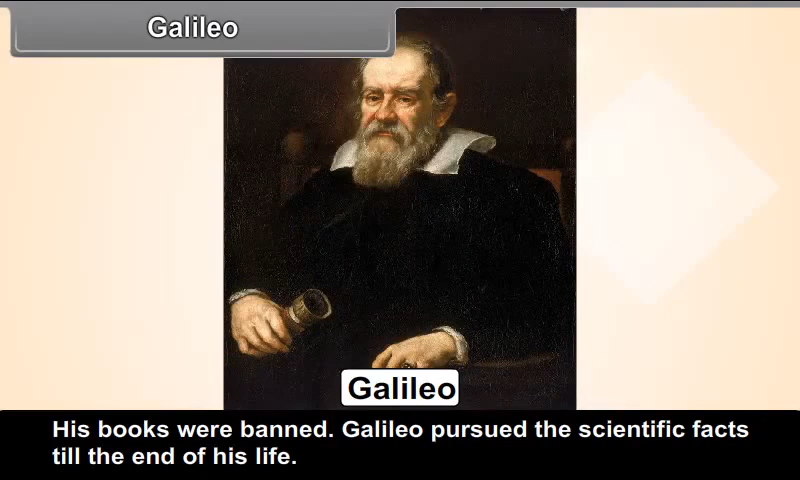 Galileo
Galileo
His books were banned. Galileo pursued the scientific facts
till the end of his life.